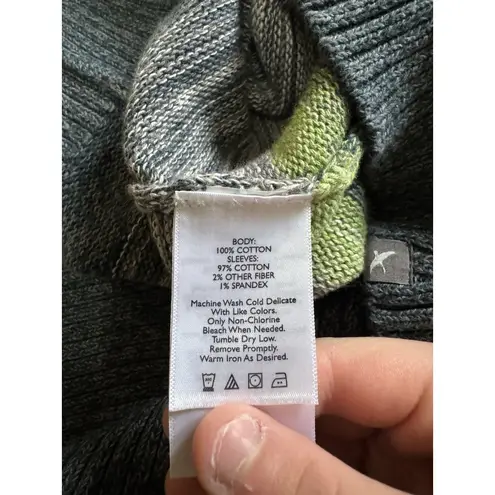 BODY:
100% COTTON
SLEEVES:
97% COTTON
2% OTHER FIBER
1% SPANDEX
Machine Wash Cold Delicate
With Like Colors.
Only Non-Chlorine
Bleach When Needed.
Tumble Dry Low.
Remove Promptly.
Warm Iron As Desired.